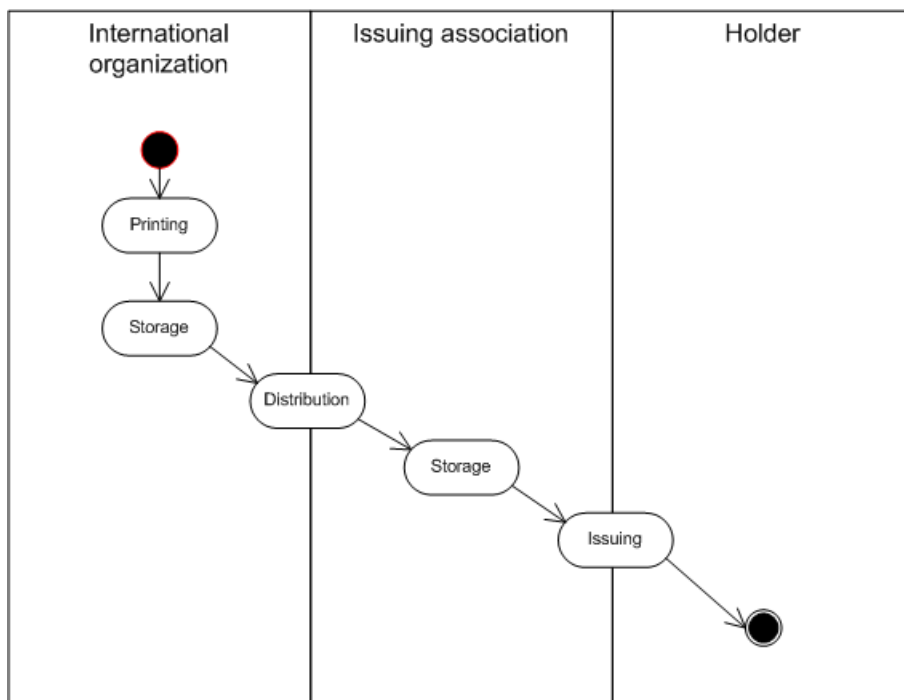 International
organization
Issuing association
Holder
Printing
Storage
Distribution
Storage
Issuing